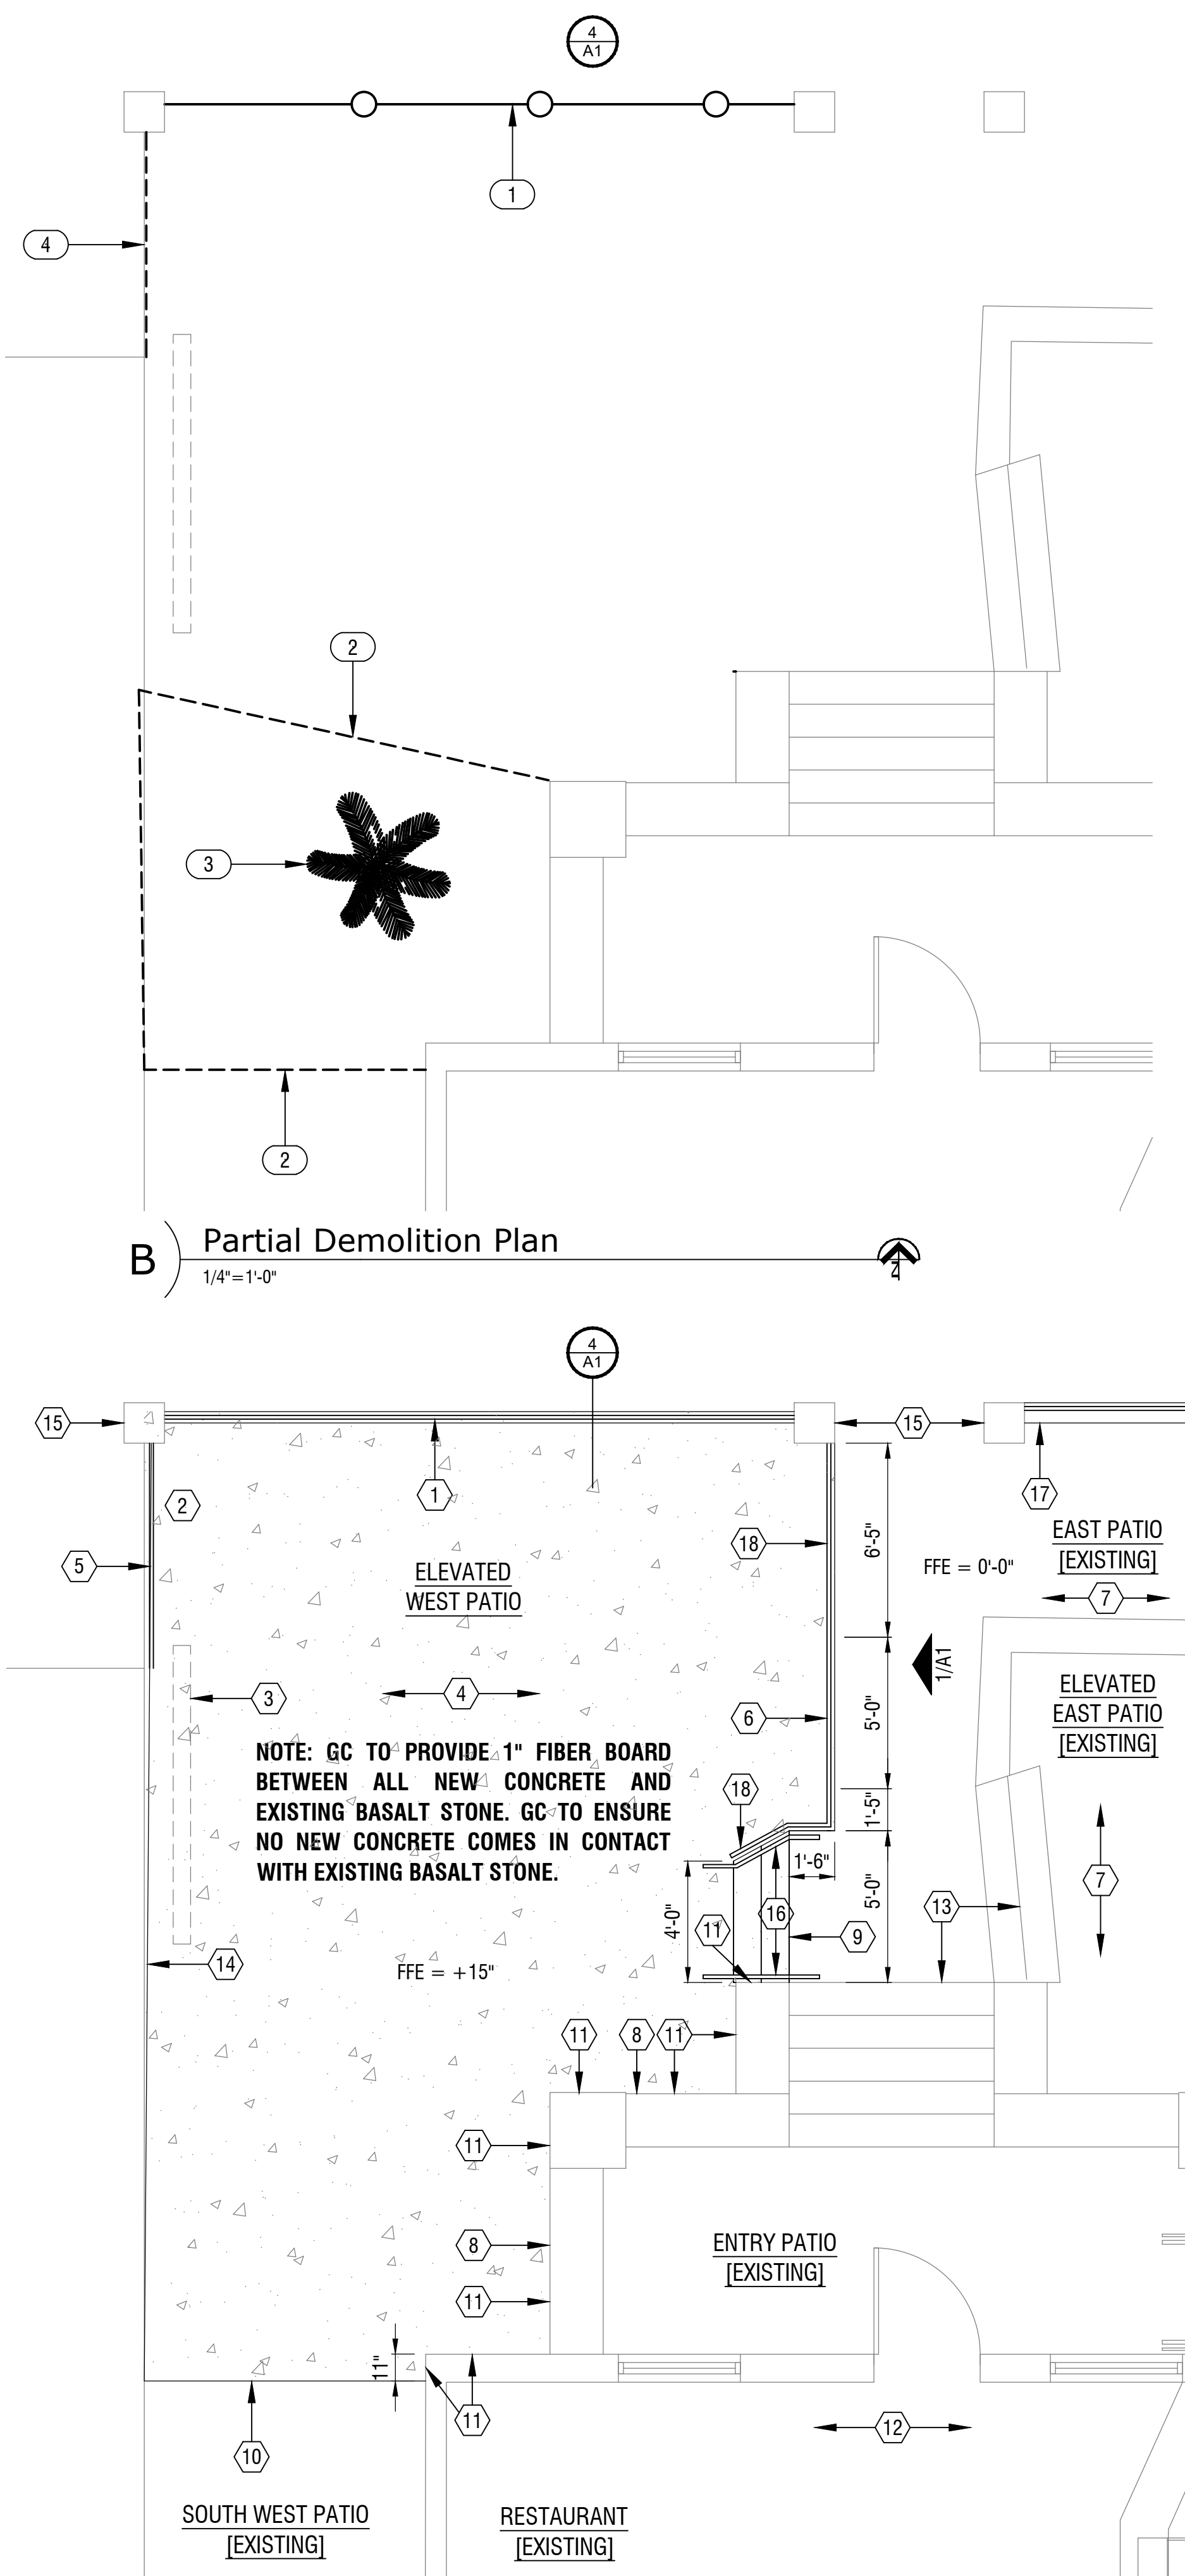 4
A1
1
4
2
3
2
B
Partial Demolition Plan
1/4"=1'-0"
N
4
A1
15
15
1
17
2
EAST PATIO
[EXISTING]
5
18
6'-5"
FFE = 0'-0"
ELEVATED
WEST PATIO
7
1/A1
3
4
6
5'-0"
ELEVATED
EAST PATIO
[EXISTING]
NOTE: GC TO PROVIDE 1" FIBER BOARD
BETWEEN ALL NEW CONCRETE AND
EXISTING BASALT STONE. GC TO ENSURE
NO NEW CONCRETE COMES IN CONTACT
WITH EXISTING BASALT STONE.
18
1'-5"
1'-6"
7
4'-0"
16
5'-0"
13
11
9
14
FFE = +15"
11
8
11
11
8
ENTRY PATIO
[EXISTING]
11
11"
11
12
10
SOUTH WEST PATIO
[EXISTING]
RESTAURANT
[EXISTING]